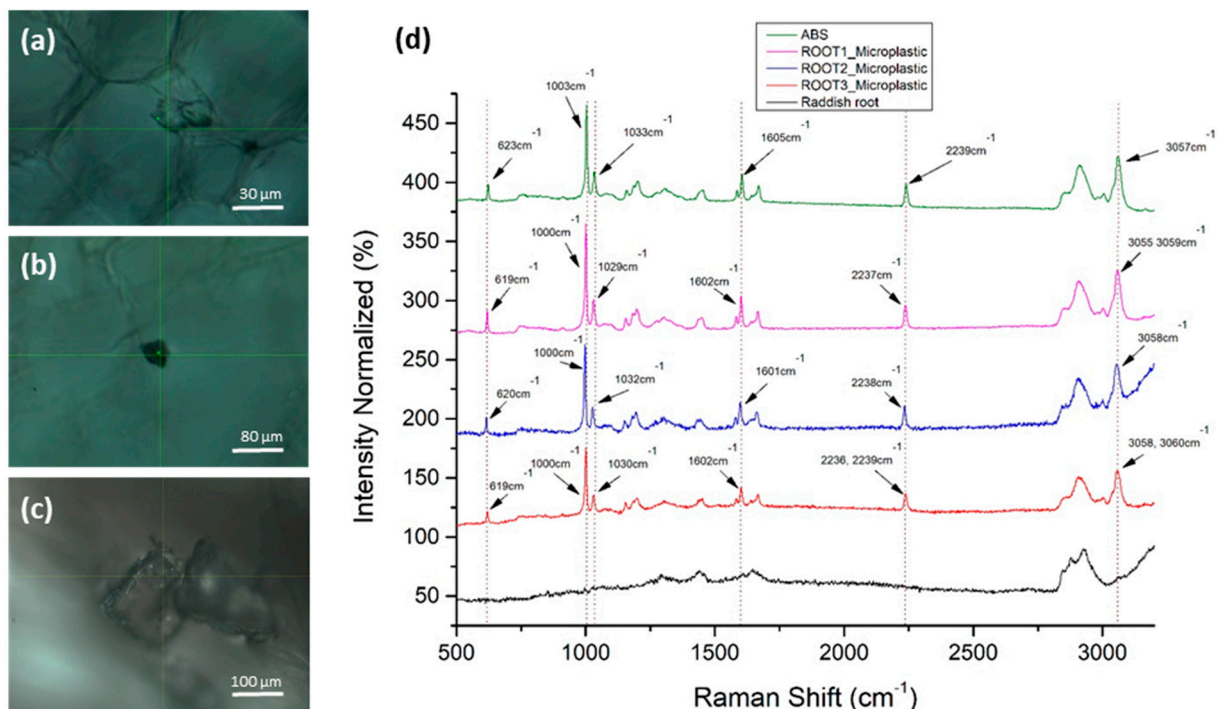 (a)
30 µm
(b)
80 µm
(c)
100 µm
(d)
ABS
ROOT1_Microplastic
ROOT2_Microplastic
ROOT3_Microplastic
Raddish root
Intensity Normalized (%)
450
400
350
300
250
200
150
100
50
623cm⁻¹
1003cm⁻¹
1033cm⁻¹
1605cm⁻¹
2239cm⁻¹
3057cm⁻¹
619cm⁻¹
1000cm⁻¹
1029cm⁻¹
1602cm⁻¹
2237cm⁻¹
3055 3059cm⁻¹
620cm⁻¹
1000cm⁻¹
1032cm⁻¹
1601cm⁻¹
2238cm⁻¹
3058cm⁻¹
619cm⁻¹
1000cm⁻¹
1030cm⁻¹
1602cm⁻¹
2236, 2239cm⁻¹
3058, 3060cm⁻¹
500 1000 1500 2000 2500 3000
Raman Shift (cm⁻¹)